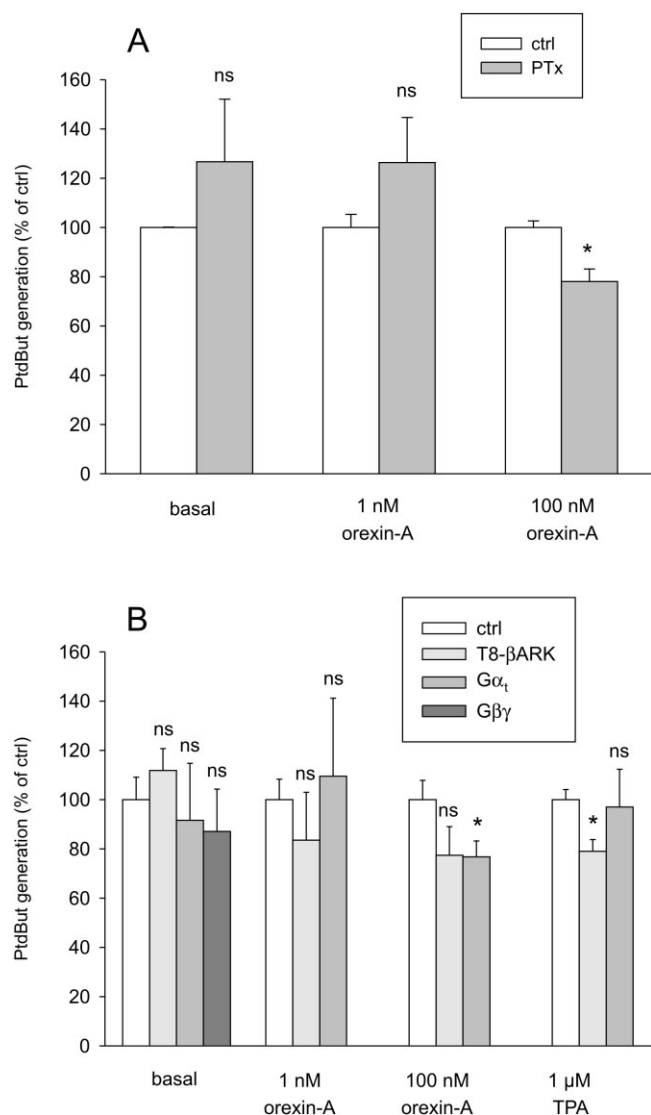 A
ctrl
PTx
160
140
120
100
80
60
40
20
0
PtdBut generation (% of ctrl)
ns
ns
*
basal
1 nM
orexin-A
100 nM
orexin-A
B
ctrl
T8-βARK
Gαt
Gβγ
160
140
120
100
80
60
40
20
0
PtdBut generation (% of ctrl)
ns
ns
ns
ns
ns
ns
*
*
ns
basal
1 nM
orexin-A
100 nM
orexin-A
1 µM
TPA